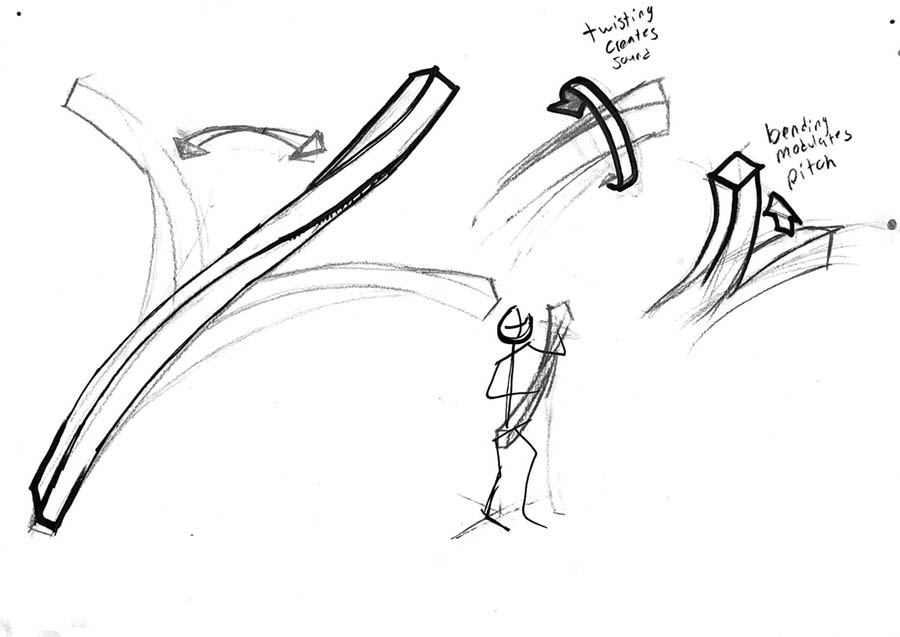 twisting
creates
sound
bending
modulates
pitch